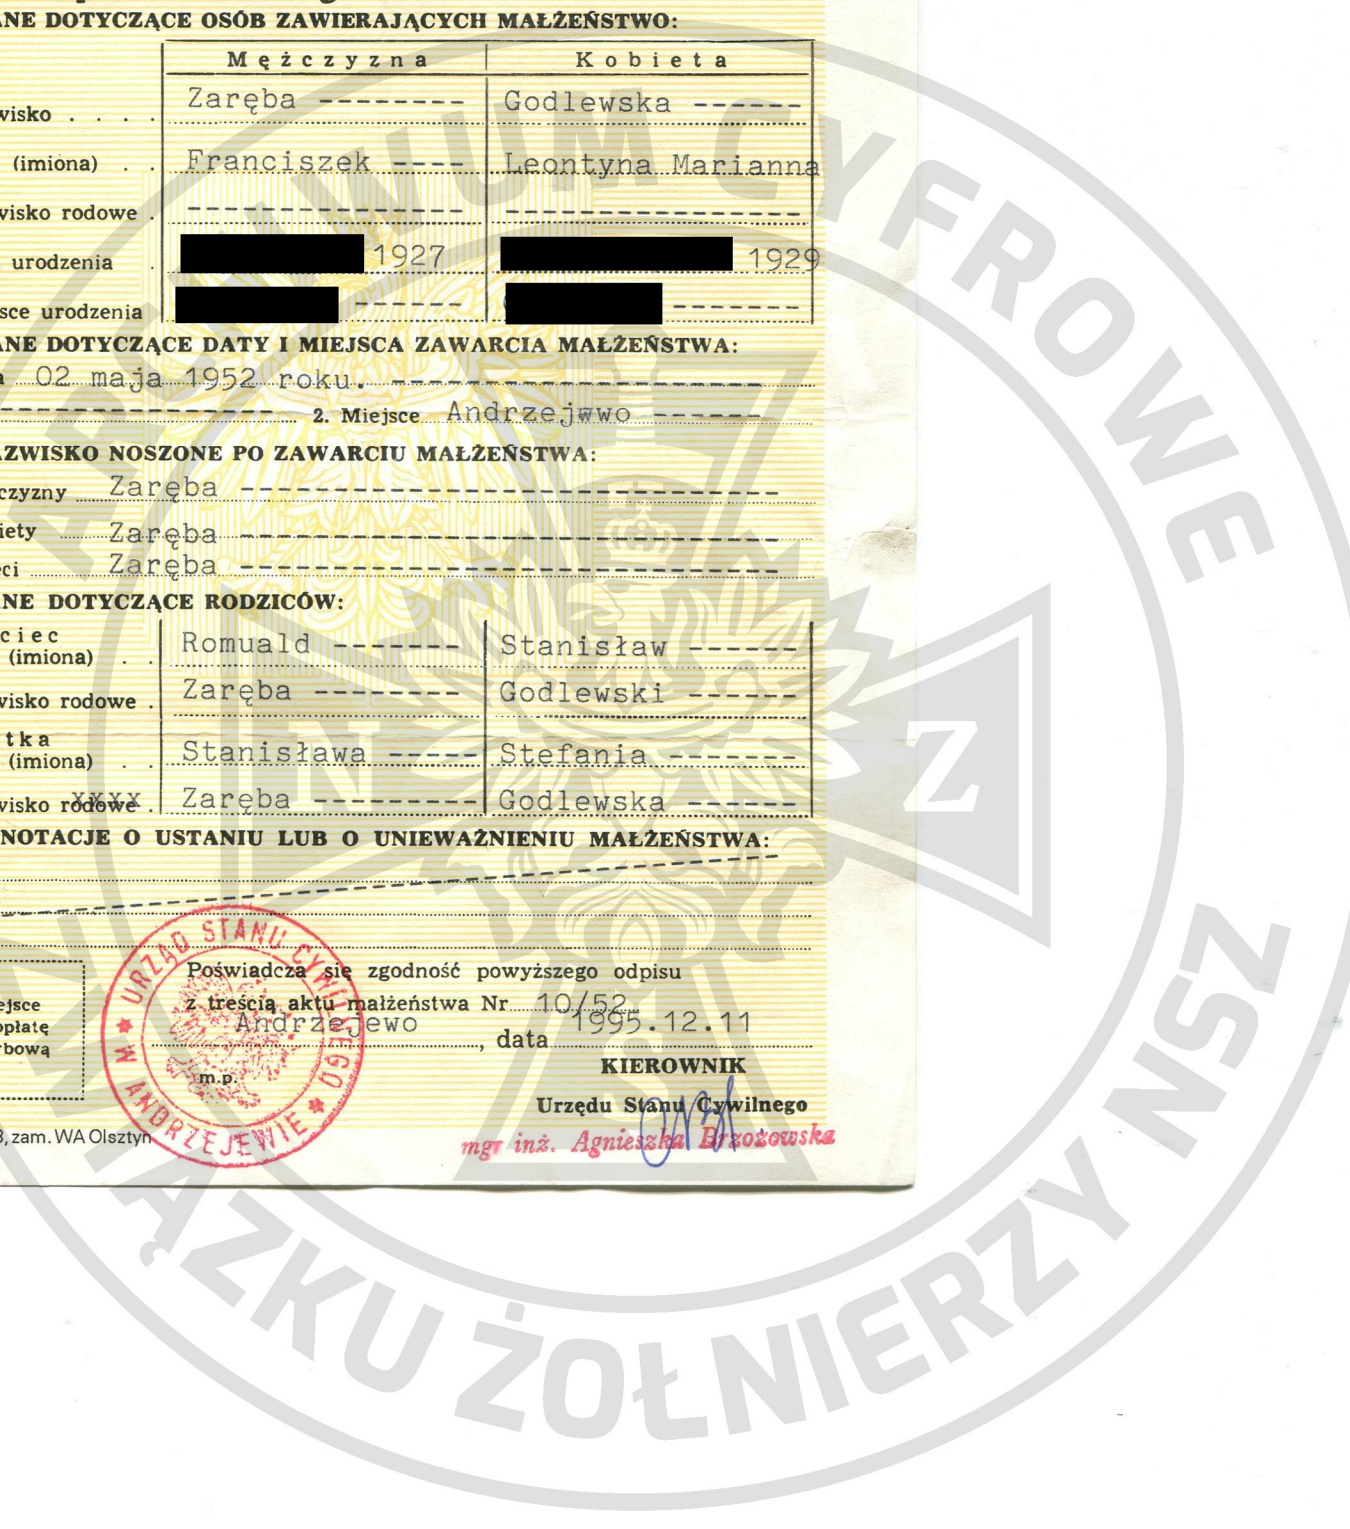 ANE DOTYCZĄCE OSÓB ZAWIERAJĄCYCH MAŁŻEŃSTWO:
Mężczyzna Kobieta
wisko . . . . Zaręba -------- Godlewska ------
(imiona) . . Franciszek ---- Leontyna Marianna
wisko rodowe . -------------- --------------
urodzenia . 1927 1929
sce urodzenia ------ -------
ANE DOTYCZĄCE DATY I MIEJSCA ZAWARCIA MAŁŻEŃSTWA:
a 02 maja 1952 roku. --------------------
---------------- 2. Miejsce Andrzejwwo ------
AZWISKO NOSZONE PO ZAWARCIU MAŁŻEŃSTWA:
czyzny Zaręba ------------------------------
iety Zaręba ------------------------------
eci Zaręba ------------------------------
NE DOTYCZĄCE RODZICÓW:
ciec
(imiona) . . Romuald ------- Stanisław ------
wisko rodowe . Zaręba -------- Godlewski ------
tka
(imiona) . . Stanisława ----- Stefania -------
wisko rodowe . xxxx Zaręba --------- Godlewska ------
NOTACJE O USTANIU LUB O UNIEWAŻNIENIU MAŁŻEŃSTWA:
Poświadcza się zgodność powyższego odpisu
z treścią aktu małżeństwa Nr 10/52
Andrzejewo , data 1995.12.11
ejsce
opłatę
rbową
m.p.
KIEROWNIK
Urzędu Stanu Cywilnego
mgr inż. Agnieszka Brzozowska
URZĄD STANU CYWILNEGO * W ANDRZEJEWIE *
3, zam. WA Olsztyn
ARCHIWUM CYFROWE
ZWIĄZKU ŻOŁNIERZY NSZ
N Z
S